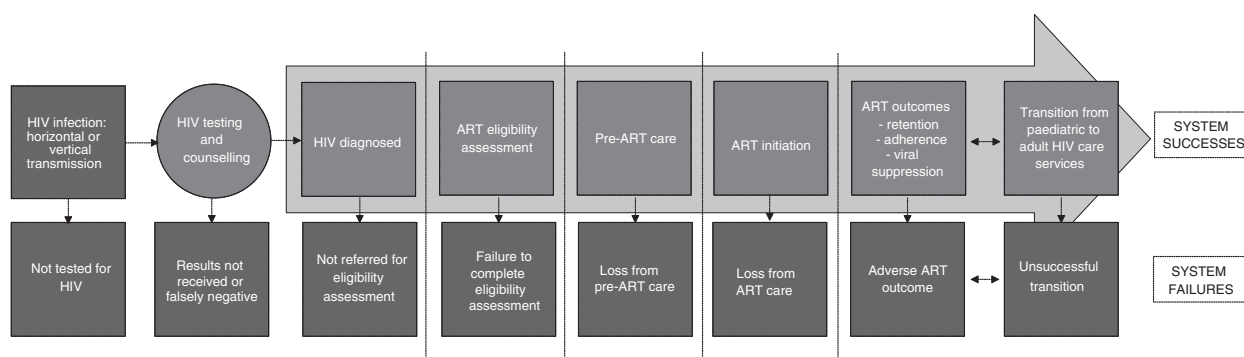 HIV infection:
horizontal or
vertical
transmission
HIV testing
and
counselling
HIV diagnosed
ART eligibility
assessment
Pre-ART care
ART initiation
ART outcomes
- retention
- adherence
- viral
suppression
Transition from
paediatric to
adult HIV care
services
SYSTEM
SUCCESSES
Not tested for
HIV
Results not
received or
falsely negative
Not referred for
eligibility
assessment
Failure to
complete
eligibility
assessment
Loss from
pre-ART care
Loss from
ART care
Adverse ART
outcome
Unsuccessful
transition
SYSTEM
FAILURES